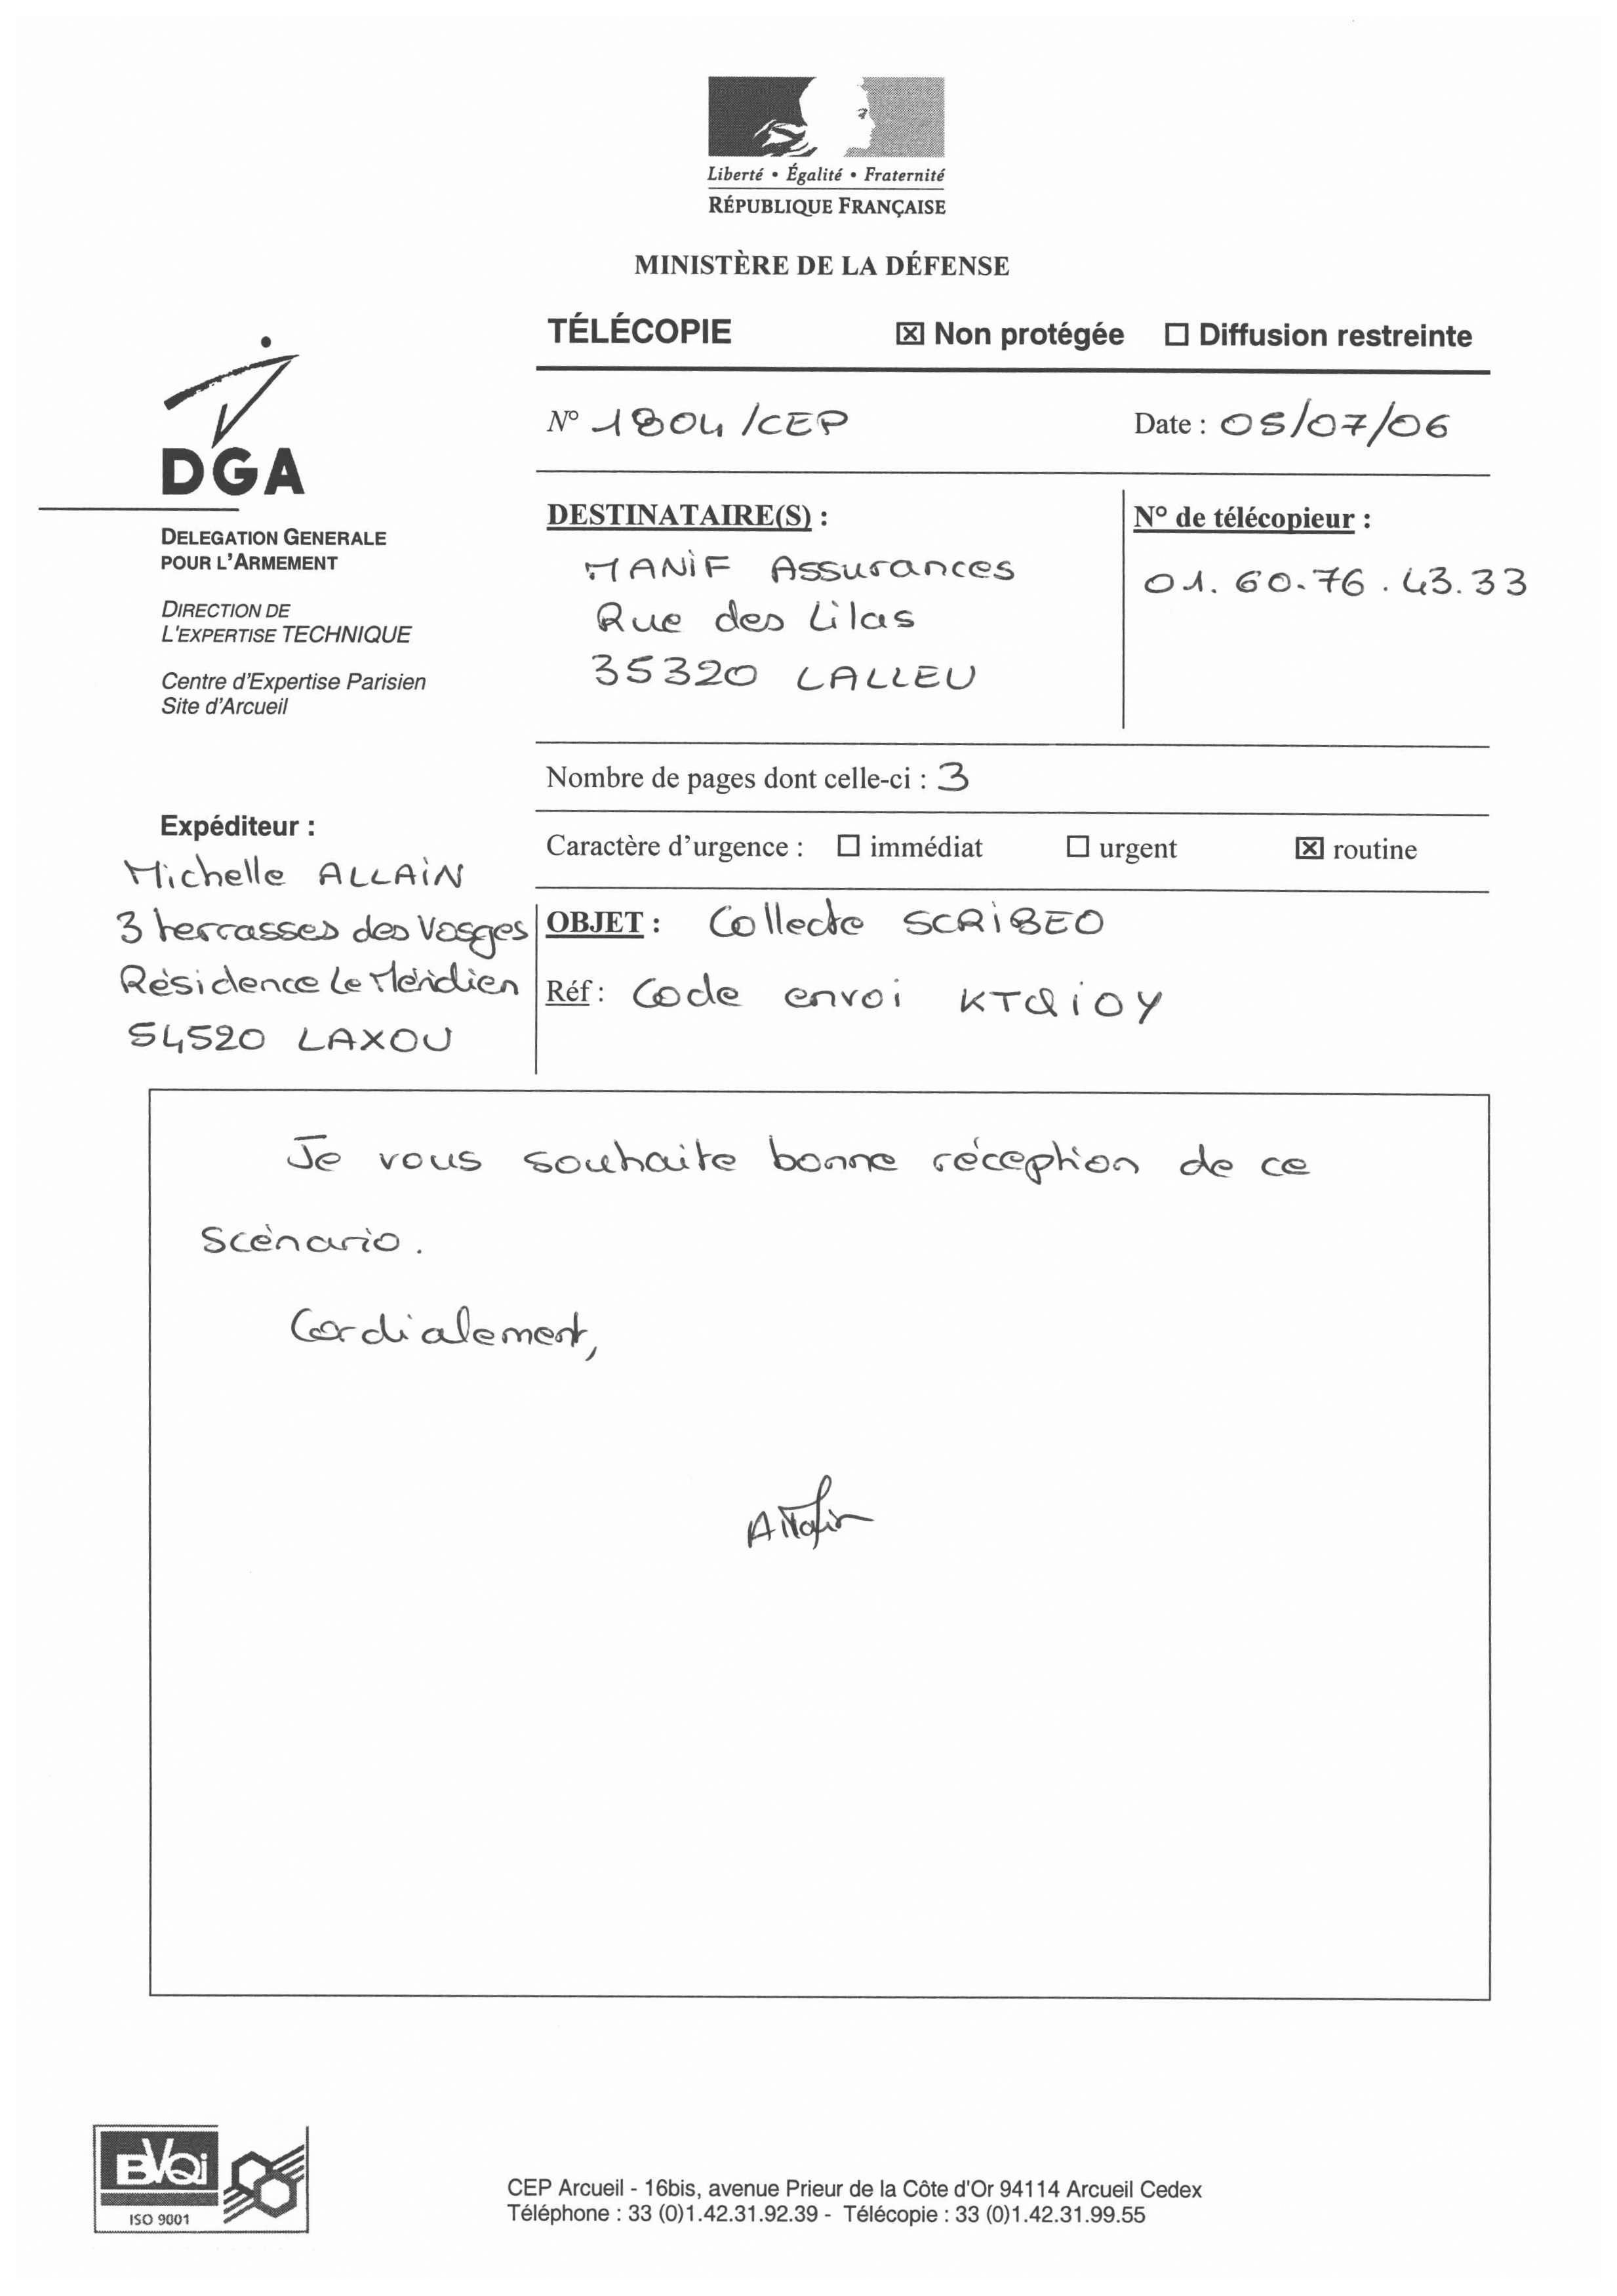 Liberté • Égalité • Fraternité
RÉPUBLIQUE FRANÇAISE
MINISTÈRE DE LA DÉFENSE
TÉLÉCOPIE ☒ Non protégée ☐ Diffusion restreinte
N° 1804/CEP Date : 05/07/06
DGA
DELEGATION GENERALE
POUR L'ARMEMENT
DIRECTION DE
L'EXPERTISE TECHNIQUE
Centre d'Expertise Parisien
Site d'Arcueil
DESTINATAIRE(S) :
MANiF Assurances
Rue des Lilas
35320 LALLEU
N° de télécopieur :
01.60.76.43.33
Nombre de pages dont celle-ci : 3
Caractère d'urgence : ☐ immédiat ☐ urgent ☒ routine
Expéditeur :
Michelle ALLAiN
3 terrasses des Vosges
Résidence Le Méridien
54520 LAXOU
OBJET : Collecte SCRiBEO
Réf : Code envoi KTQiOY
Je vous souhaite bonne réception de ce
scénario.
Cordialement,
Allain
BVQi
ISO 9001
CEP Arcueil - 16bis, avenue Prieur de la Côte d'Or 94114 Arcueil Cedex
Téléphone : 33 (0)1.42.31.92.39 - Télécopie : 33 (0)1.42.31.99.55